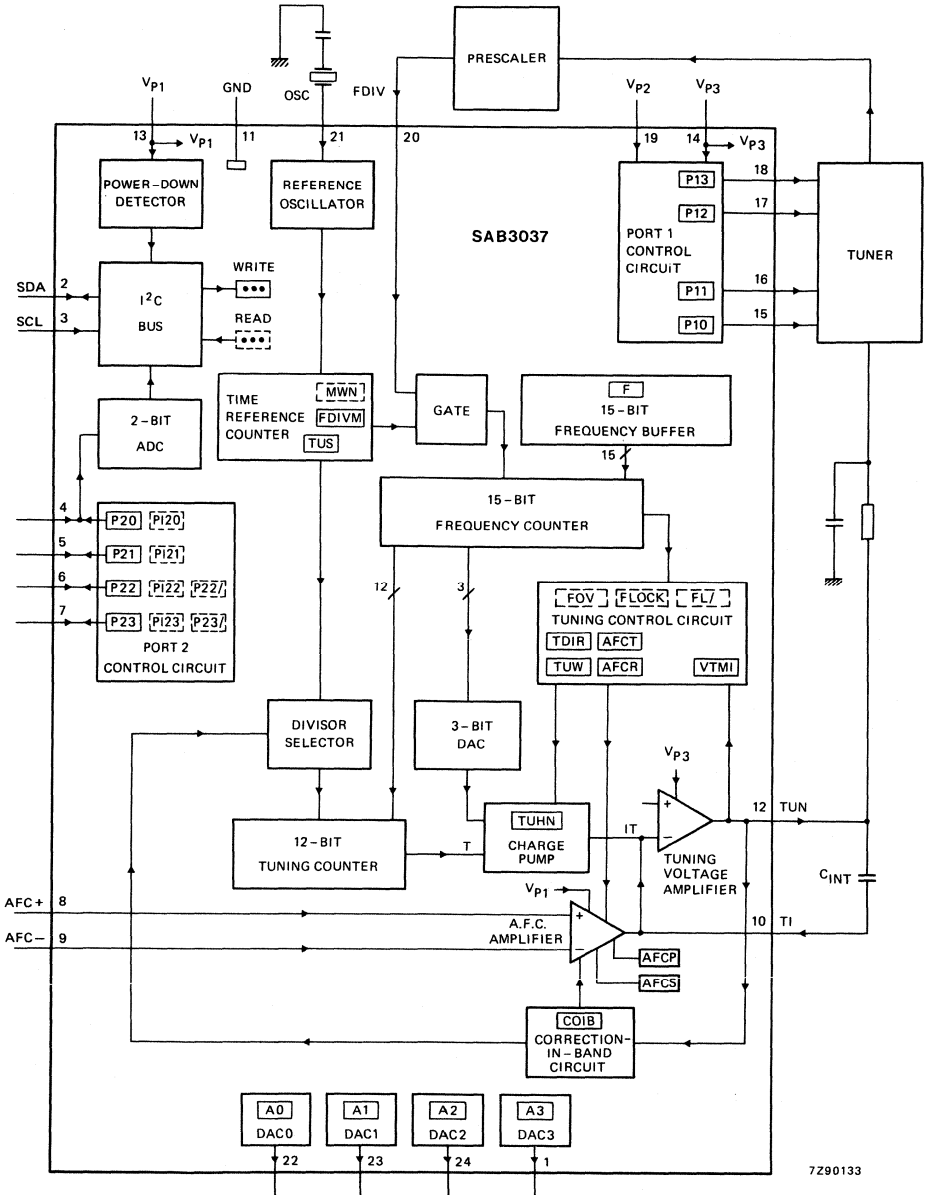 PRESCALER
VP1
GND
OSC
FDIV
VP2
VP3
13
VP1
11
21
20
19
14
VP3
POWER-DOWN
DETECTOR
REFERENCE
OSCILLATOR
SAB3037
P13
18
P12
17
PORT 1
CONTROL
CIRCUIT
P11
16
P10
15
TUNER
SDA
2
SCL
3
I2C
BUS
WRITE
READ
2-BIT
ADC
TIME
REFERENCE
COUNTER
MWN
FDIVM
TUS
GATE
F
15-BIT
FREQUENCY BUFFER
15
15-BIT
FREQUENCY COUNTER
4
P20 PI20
5
P21 PI21
6
P22 PI22 P22/
7
P23 PI23 P23/
PORT 2
CONTROL CIRCUIT
12
3
FOV FLOCK FL/
TUNING CONTROL CIRCUIT
TDIR AFCT
TUW AFCR VTMI
DIVISOR
SELECTOR
3-BIT
DAC
VP3
12-BIT
TUNING COUNTER
T
TUHN
CHARGE
PUMP
IT
+
−
TUNING
VOLTAGE
AMPLIFIER
12 TUN
CINT
VP1
AFC+ 8
AFC− 9
A.F.C.
AMPLIFIER
+
−
10 TI
AFCP
AFCS
COIB
CORRECTION-
IN-BAND
CIRCUIT
A0
DAC0
A1
DAC1
A2
DAC2
A3
DAC3
22
23
24
1
7Z90133